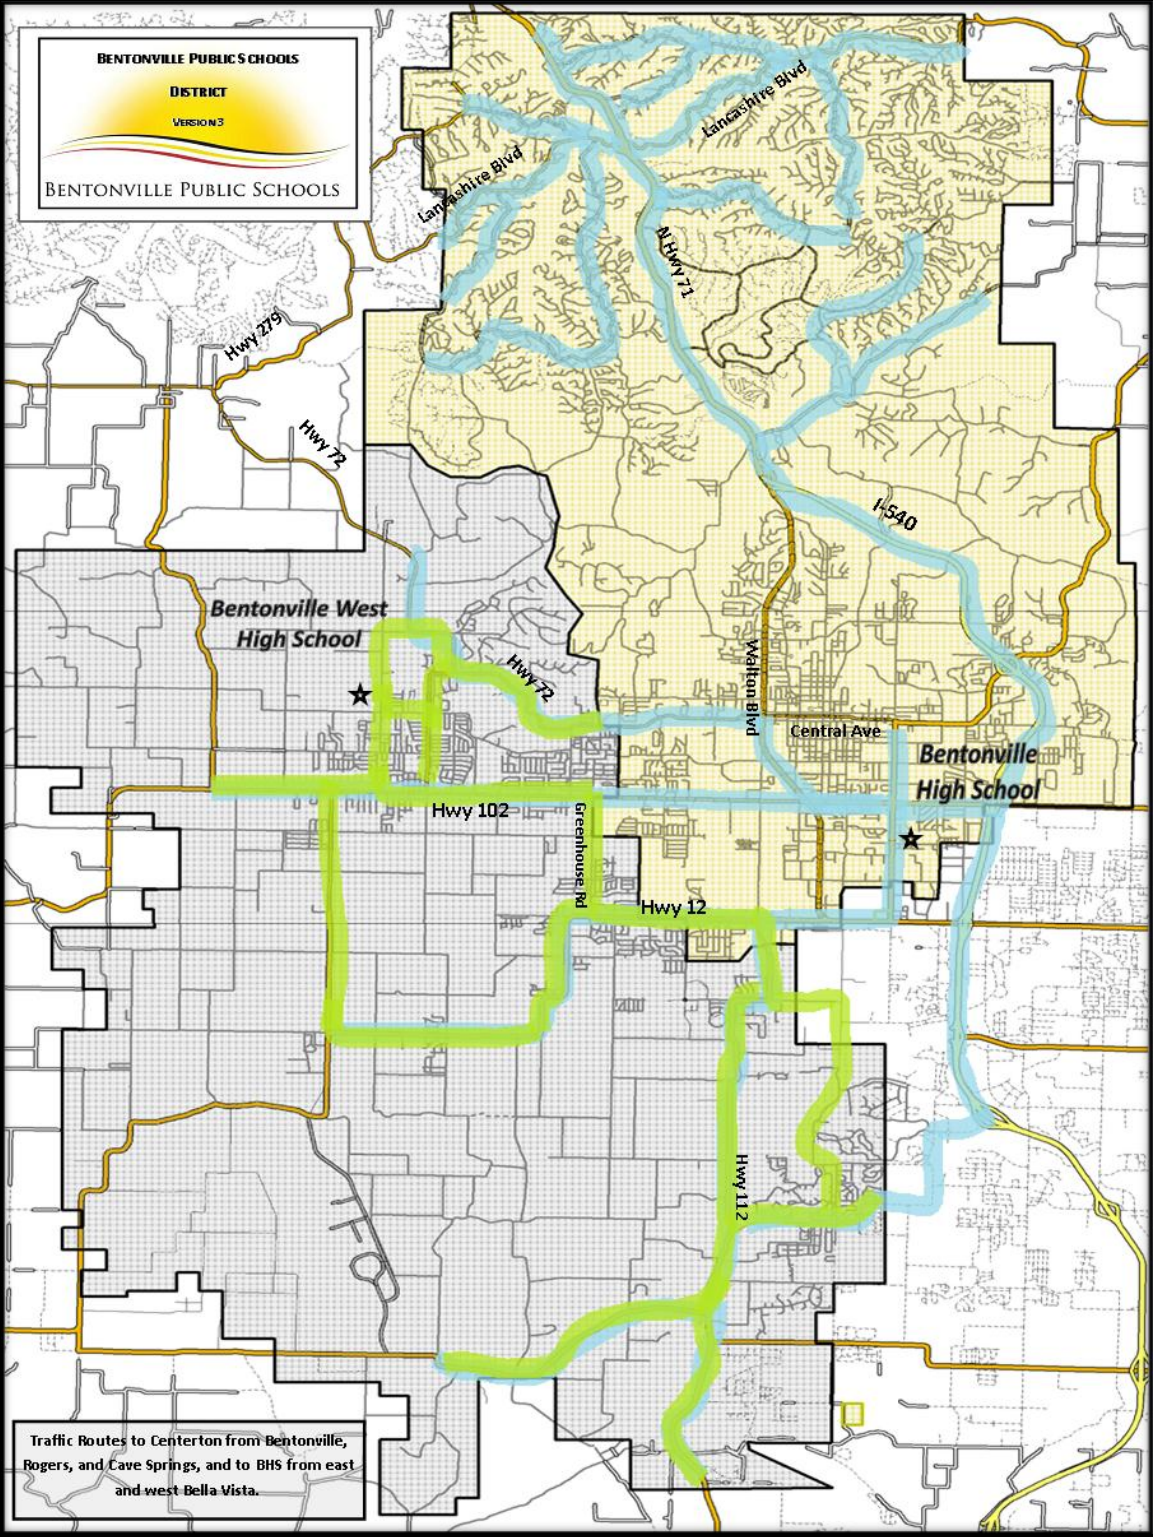 BENTONVILLE PUBLIC SCHOOLS
DISTRICT
VERSION 3
BENTONVILLE PUBLIC SCHOOLS
Lancashire Blvd
Lancashire Blvd
N Hwy 71
Hwy 279
Hwy 72
I-540
Bentonville West
High School
Hwy 72
Walton Blvd
Central Ave
Bentonville
High School
Hwy 102
Greenhouse Rd
Hwy 12
Hwy 112
Traffic Routes to Centerton from Bentonville,
Rogers, and Cave Springs, and to BHS from east
and west Bella Vista.